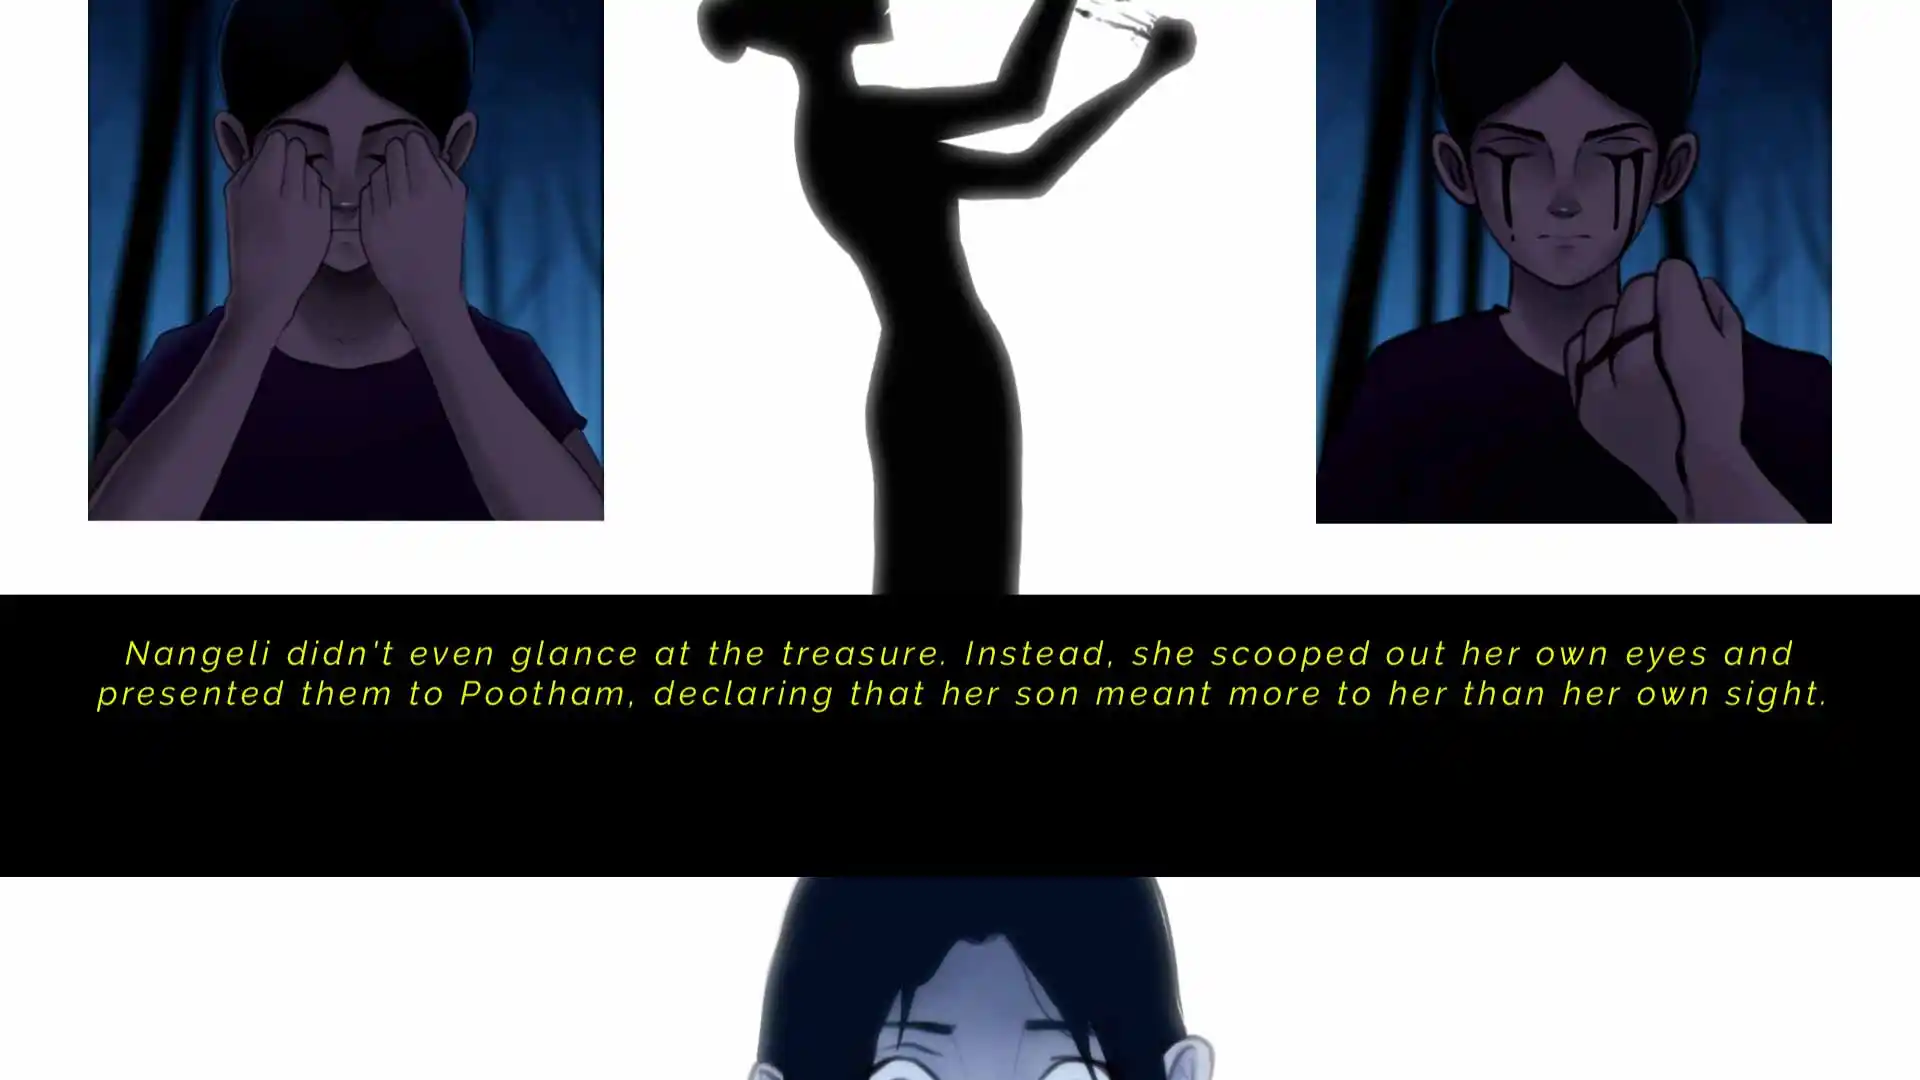 Nangeli didn't even glance at the treasure. Instead, she scooped out her own eyes and
presented them to Pootham, declaring that her son meant more to her than her own sight.